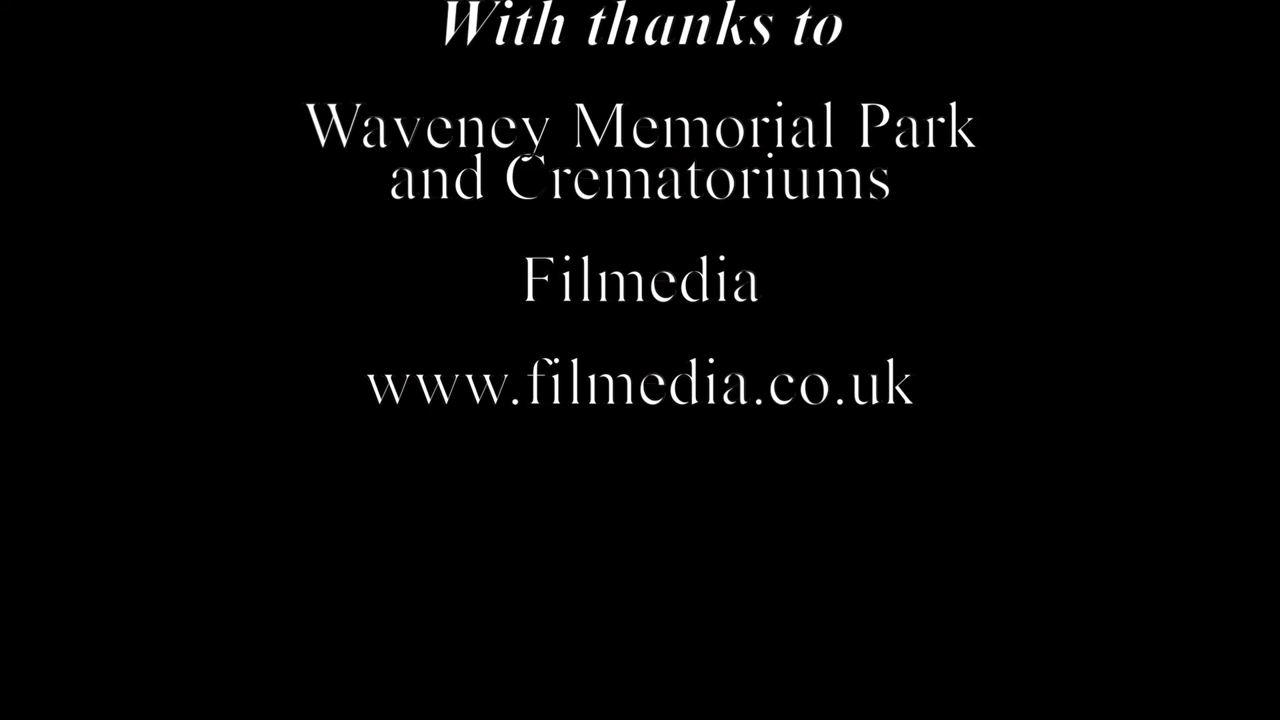 With thanks to
Waveney Memorial Park
and Crematoriums
Filmedia
www.filmedia.co.uk